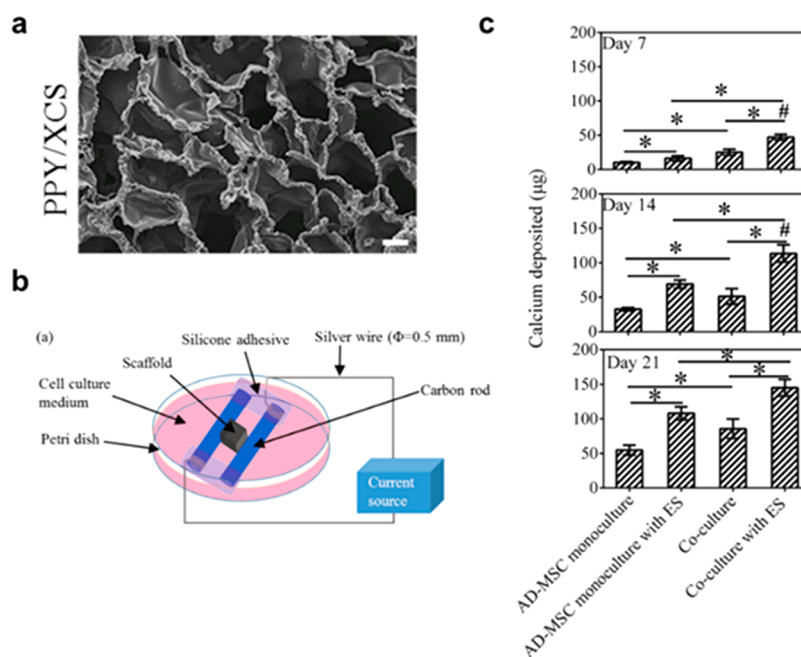 a
PPY/XCS
b
(a)
Silicone adhesive
Silver wire (Φ=0.5 mm)
Scaffold
Cell culture
medium
Carbon rod
Petri dish
Current
source
c
Calcium deposited (μg)
200
Day 7
150
100
50
0
*
*
*
*
#
200
Day 14
150
100
50
0
*
*
*
*
#
200
Day 21
150
100
50
0
*
*
*
*
AD-MSC monoculture
AD-MSC monoculture with ES
Co-culture
Co-culture with ES